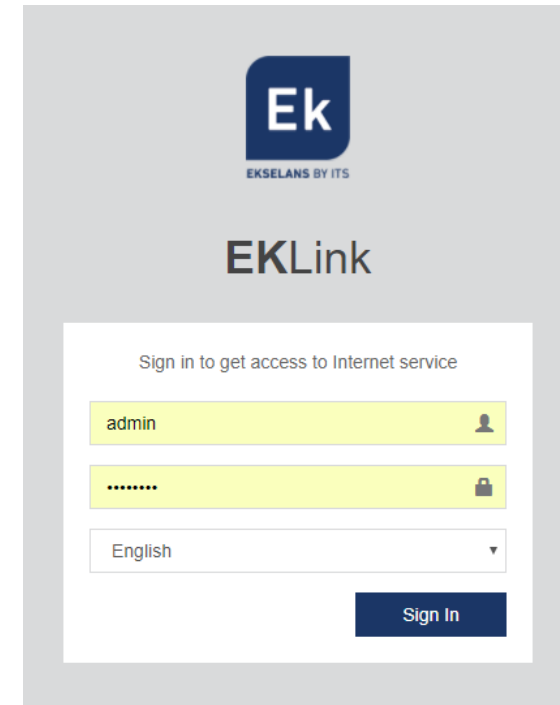 Ek
EKSELANS BY ITS
EKLink
Sign in to get access to Internet service
admin
••••••••
English
Sign In